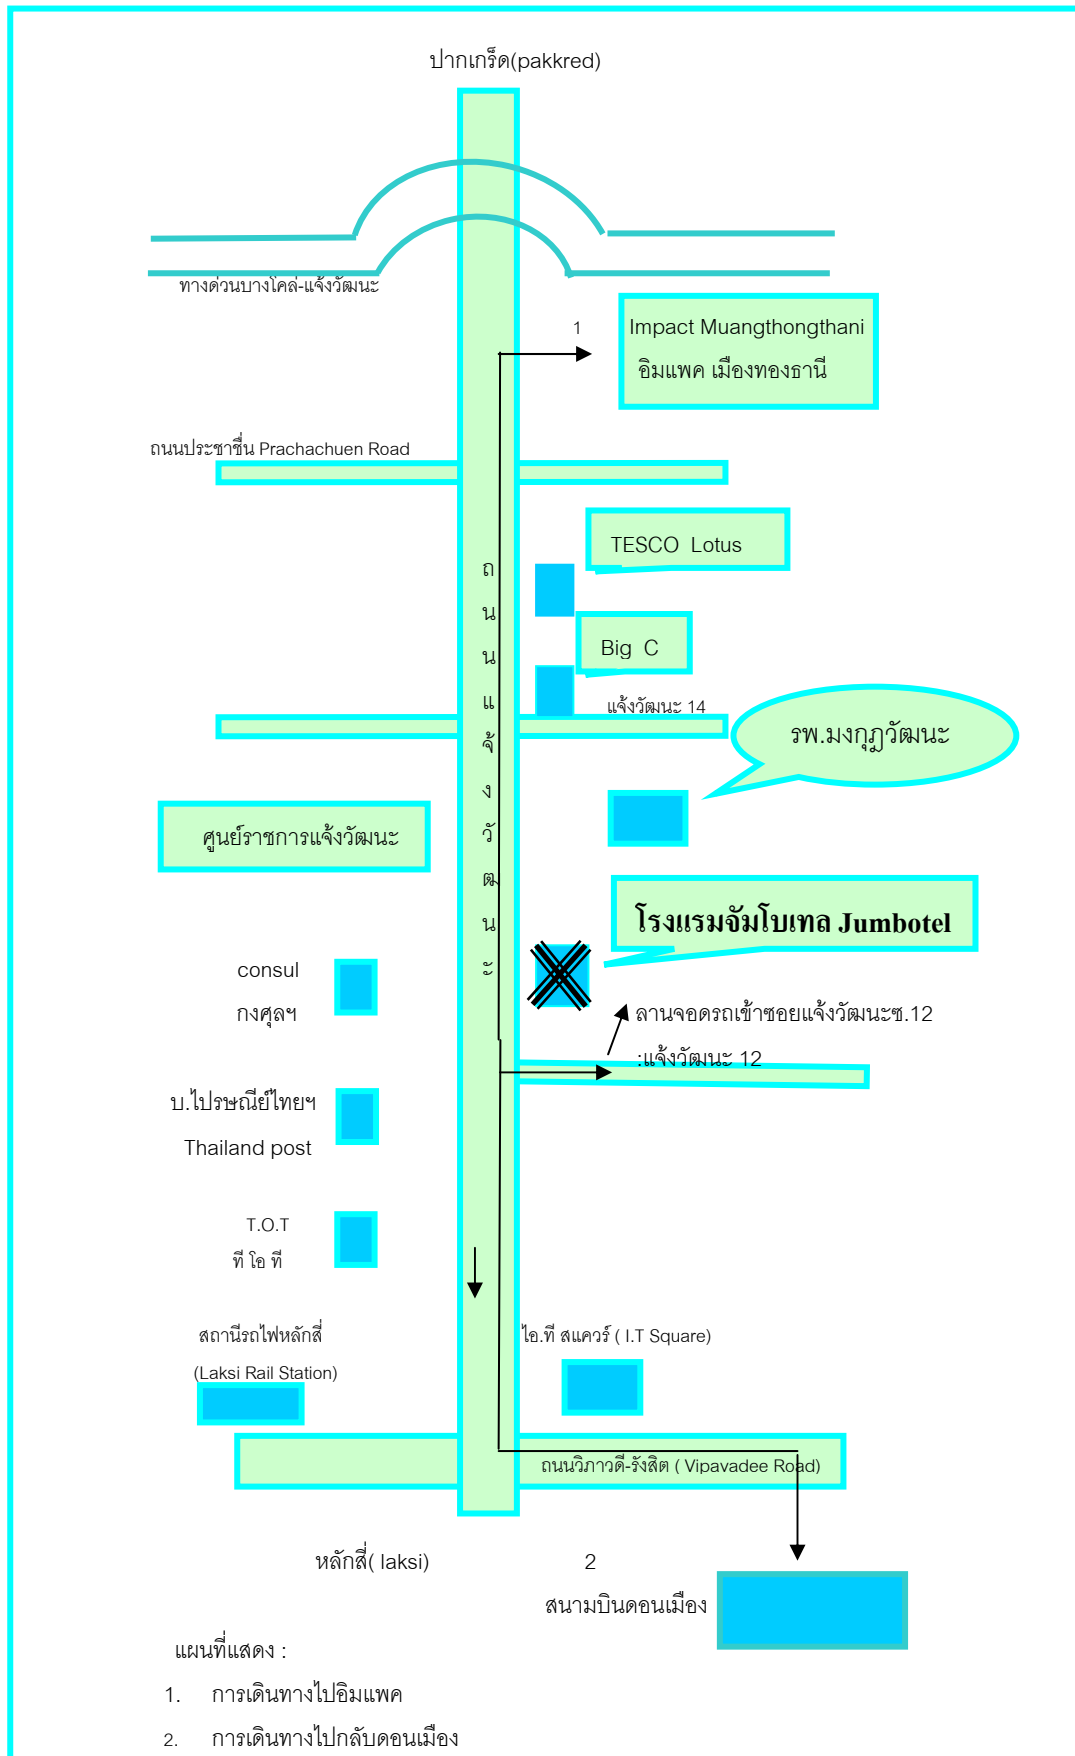 ปากเกร็ด(pakkred)
ทางด่วนบางโคล่-แจ้งวัฒนะ
1
Impact Muangthongthani
อิมแพค เมืองทองธานี
ถนนประชาชื่น Prachachuen Road
TESCO Lotus
Big C
แจ้งวัฒนะ 14
ถนนแจ้งวัฒนะ
รพ.มงกุฎวัฒนะ
ศูนย์ราชการแจ้งวัฒนะ
โรงแรมจัมโบเทล Jumbotel
consul
กงศุลฯ
ลานจอดรถเข้าซอยแจ้งวัฒนะซ.12
:แจ้งวัฒนะ 12
บ.ไปรษณีย์ไทยฯ
Thailand post
T.O.T
ที โอ ที
สถานีรถไฟหลักสี่
(Laksi Rail Station)
ไอ.ที สแควร์ ( I.T Square)
ถนนวิภาวดี-รังสิต ( Vipavadee Road)
หลักสี่( laksi)
2
สนามบินดอนเมือง
แผนที่แสดง :
1. การเดินทางไปอิมแพค
2. การเดินทางไปกลับดอนเมือง